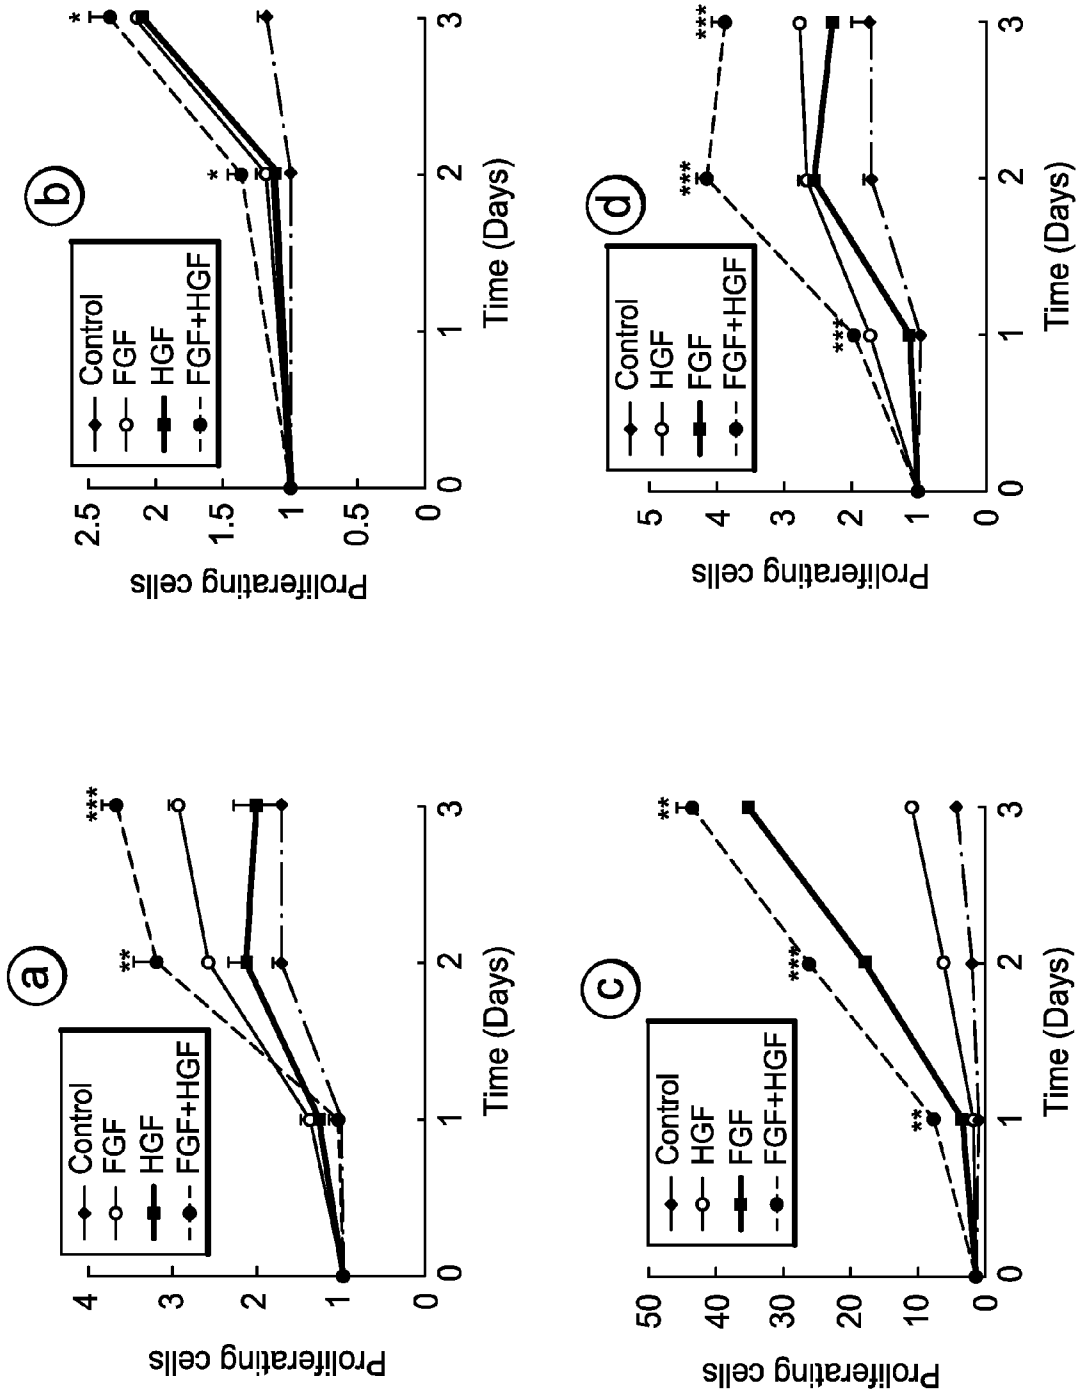 a
Control
FGF
HGF
FGF+HGF
Proliferating cells
4
3
2
1
0
**
***
0
1
2
3
Time (Days)
b
Control
FGF
HGF
FGF+HGF
Proliferating cells
2.5
2
1.5
1
0.5
0
*
*
0
1
2
3
Time (Days)
c
Control
HGF
FGF
FGF+HGF
Proliferating cells
50
40
30
20
10
0
**
***
**
0
1
2
3
Time (Days)
d
Control
HGF
FGF
FGF+HGF
Proliferating cells
5
4
3
2
1
0
***
***
***
0
1
2
3
Time (Days)